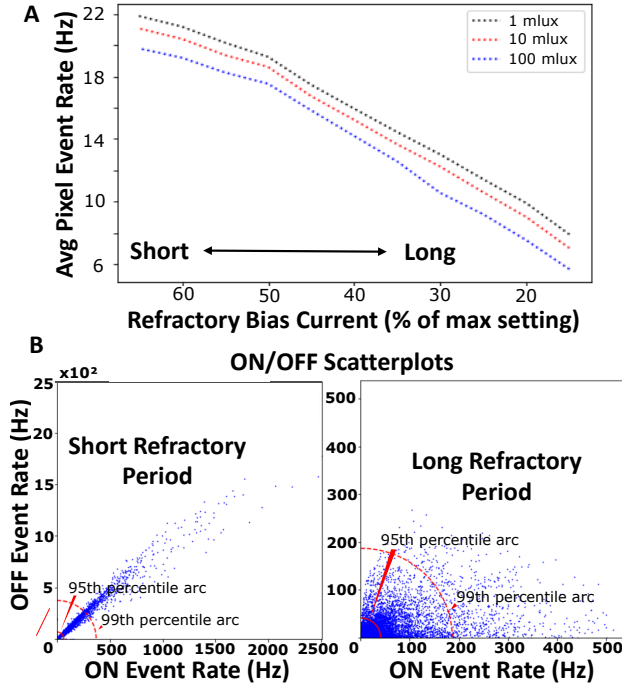 A
Avg Pixel Event Rate (Hz)
22
18
14
10
6
1 mlux
10 mlux
100 mlux
Short
Long
60
50
40
30
20
Refractory Bias Current (% of max setting)
B
ON/OFF Scatterplots
x10²
OFF Event Rate (Hz)
25
20
15
10
5
0
Short Refractory
Period
95th percentile arc
99th percentile arc
0
500
1000
1500
2000
2500
ON Event Rate (Hz)
500
400
300
200
100
0
Long Refractory
Period
95th percentile arc
99th percentile arc
0
100
200
300
400
500
ON Event Rate (Hz)